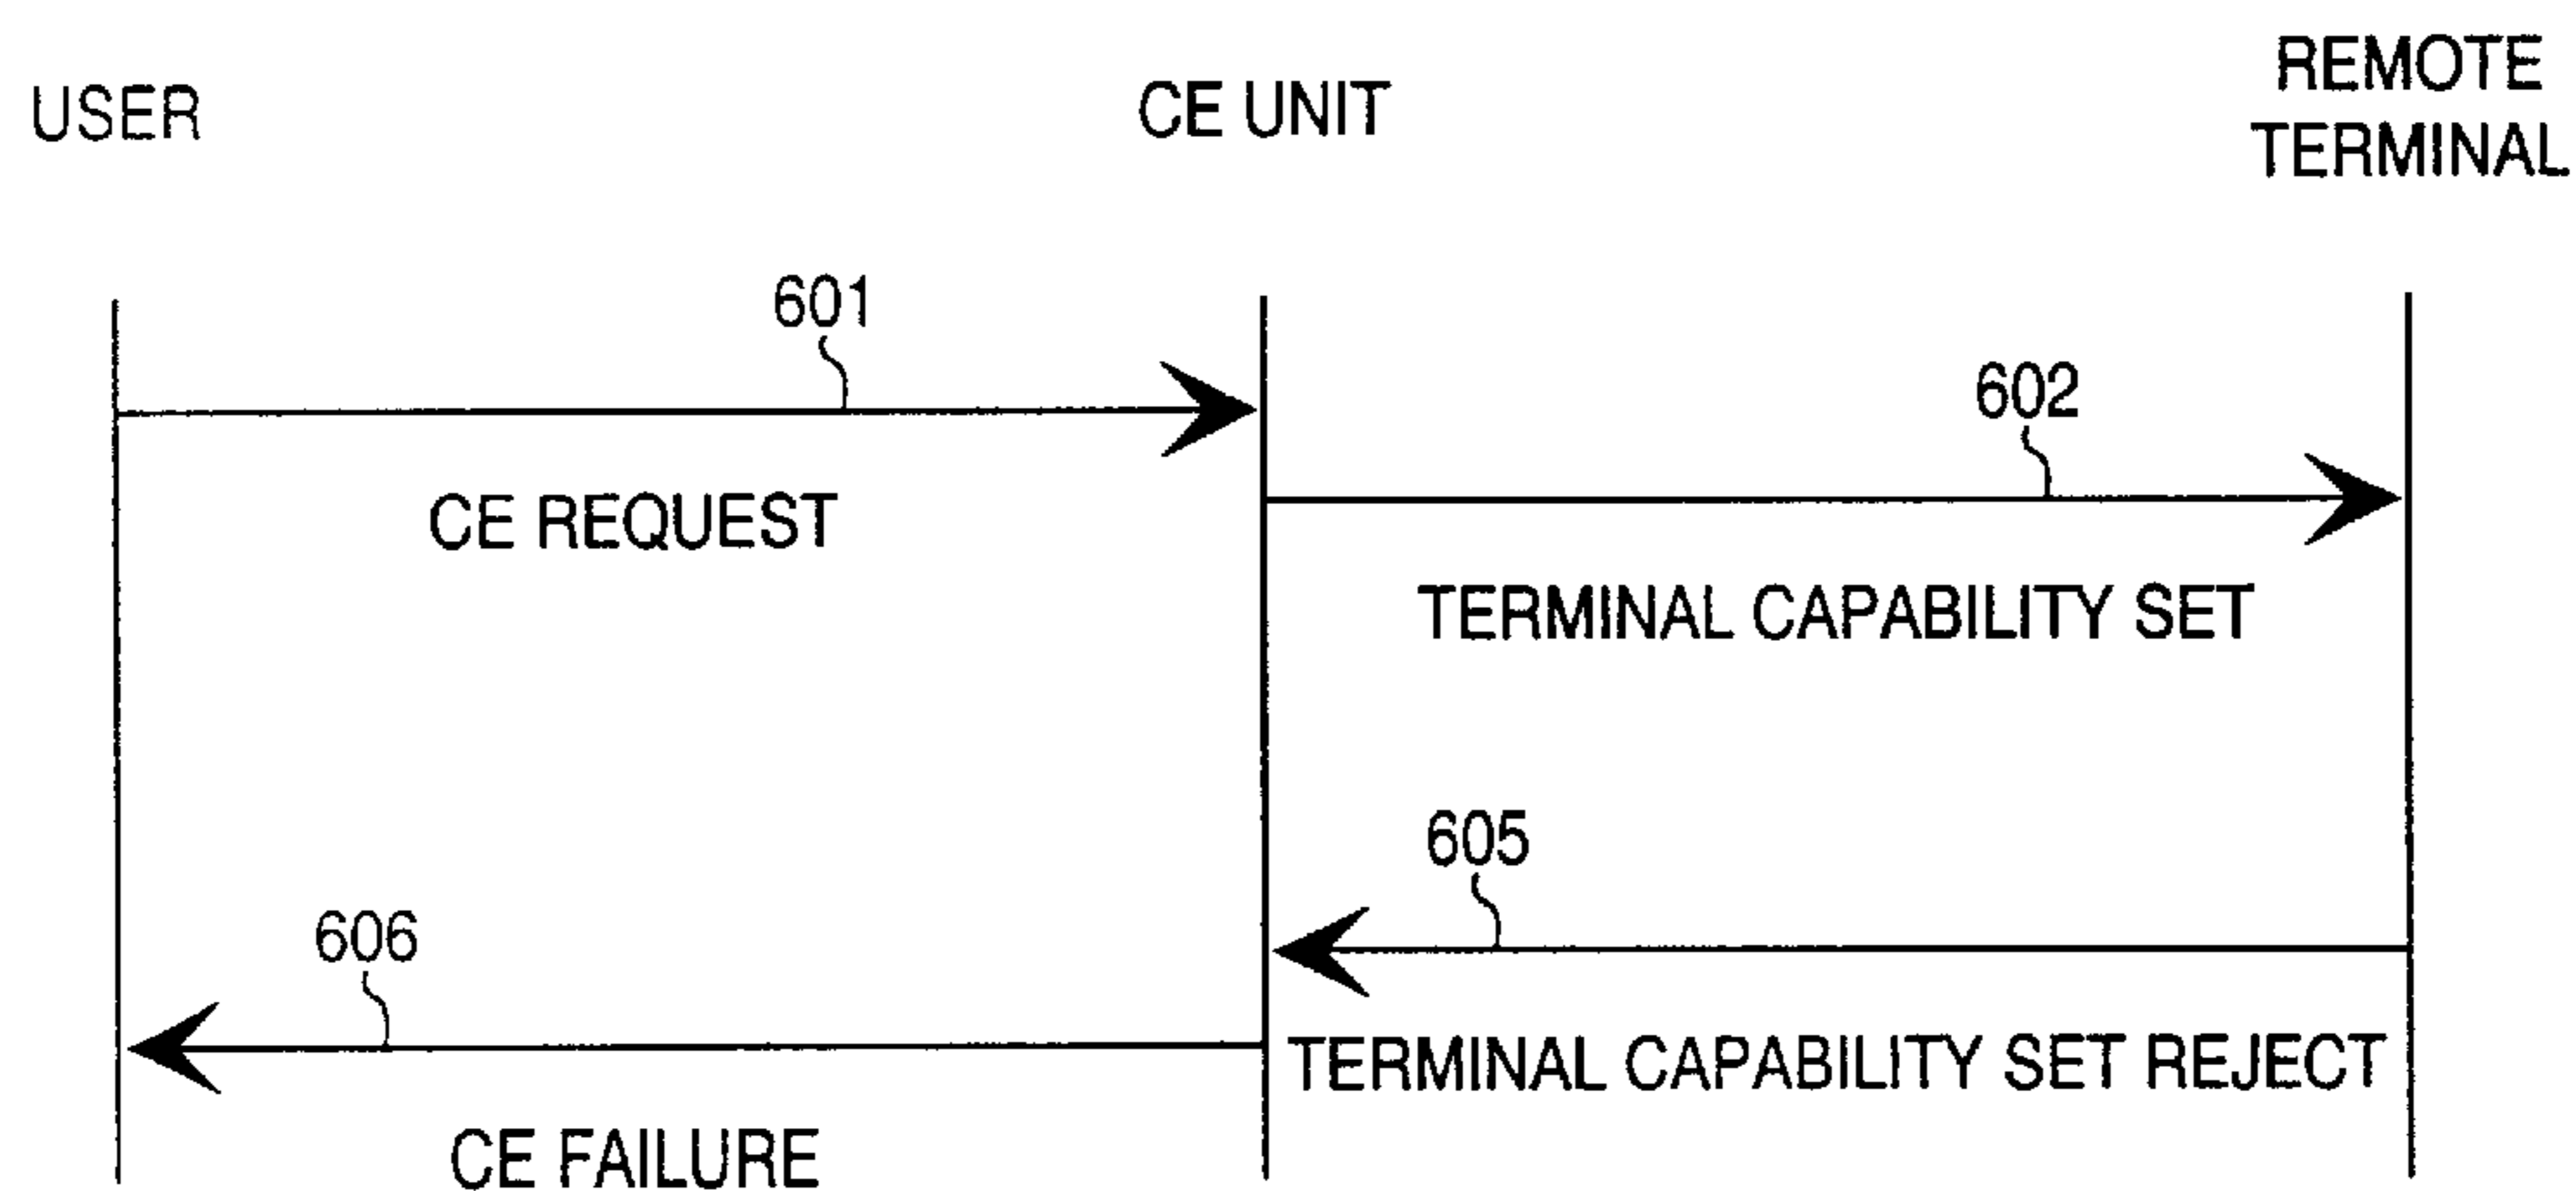 USER
CE UNIT
REMOTE
TERMINAL
601
602
CE REQUEST
TERMINAL CAPABILITY SET
605
606
TERMINAL CAPABILITY SET REJECT
CE FAILURE